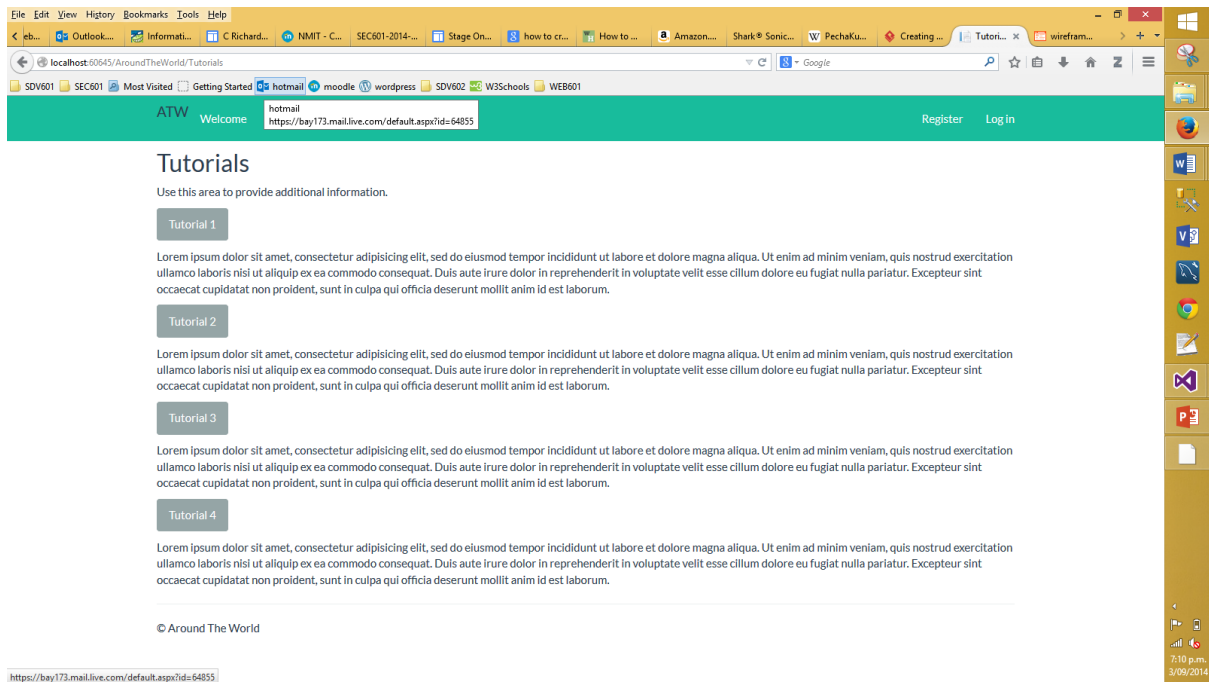 File Edit View History Bookmarks Tools Help
eb... Outlook.... Informati... C Richard... NMIT - C... SEC601-2014-... Stage On... how to cr... How to ... Amazon.... Shark® Sonic... PechaKu... Creating ... Tutori... wirefram...
localhost:60645/AroundTheWorld/Tutorials Google
SDV601 SEC601 Most Visited Getting Started hotmail moodle wordpress SDV602 W3Schools WEB601
hotmail
https://bay173.mail.live.com/default.aspx?id=64855
ATW Welcome Register Log in
Tutorials
Use this area to provide additional information.
Tutorial 1
Lorem ipsum dolor sit amet, consectetur adipisicing elit, sed do eiusmod tempor incididunt ut labore et dolore magna aliqua. Ut enim ad minim veniam, quis nostrud exercitation
ullamco laboris nisi ut aliquip ex ea commodo consequat. Duis aute irure dolor in reprehenderit in voluptate velit esse cillum dolore eu fugiat nulla pariatur. Excepteur sint
occaecat cupidatat non proident, sunt in culpa qui officia deserunt mollit anim id est laborum.
Tutorial 2
Lorem ipsum dolor sit amet, consectetur adipisicing elit, sed do eiusmod tempor incididunt ut labore et dolore magna aliqua. Ut enim ad minim veniam, quis nostrud exercitation
ullamco laboris nisi ut aliquip ex ea commodo consequat. Duis aute irure dolor in reprehenderit in voluptate velit esse cillum dolore eu fugiat nulla pariatur. Excepteur sint
occaecat cupidatat non proident, sunt in culpa qui officia deserunt mollit anim id est laborum.
Tutorial 3
Lorem ipsum dolor sit amet, consectetur adipisicing elit, sed do eiusmod tempor incididunt ut labore et dolore magna aliqua. Ut enim ad minim veniam, quis nostrud exercitation
ullamco laboris nisi ut aliquip ex ea commodo consequat. Duis aute irure dolor in reprehenderit in voluptate velit esse cillum dolore eu fugiat nulla pariatur. Excepteur sint
occaecat cupidatat non proident, sunt in culpa qui officia deserunt mollit anim id est laborum.
Tutorial 4
Lorem ipsum dolor sit amet, consectetur adipisicing elit, sed do eiusmod tempor incididunt ut labore et dolore magna aliqua. Ut enim ad minim veniam, quis nostrud exercitation
ullamco laboris nisi ut aliquip ex ea commodo consequat. Duis aute irure dolor in reprehenderit in voluptate velit esse cillum dolore eu fugiat nulla pariatur. Excepteur sint
occaecat cupidatat non proident, sunt in culpa qui officia deserunt mollit anim id est laborum.
© Around The World
https://bay173.mail.live.com/default.aspx?id=64855
7:10 p.m.
3/09/2014